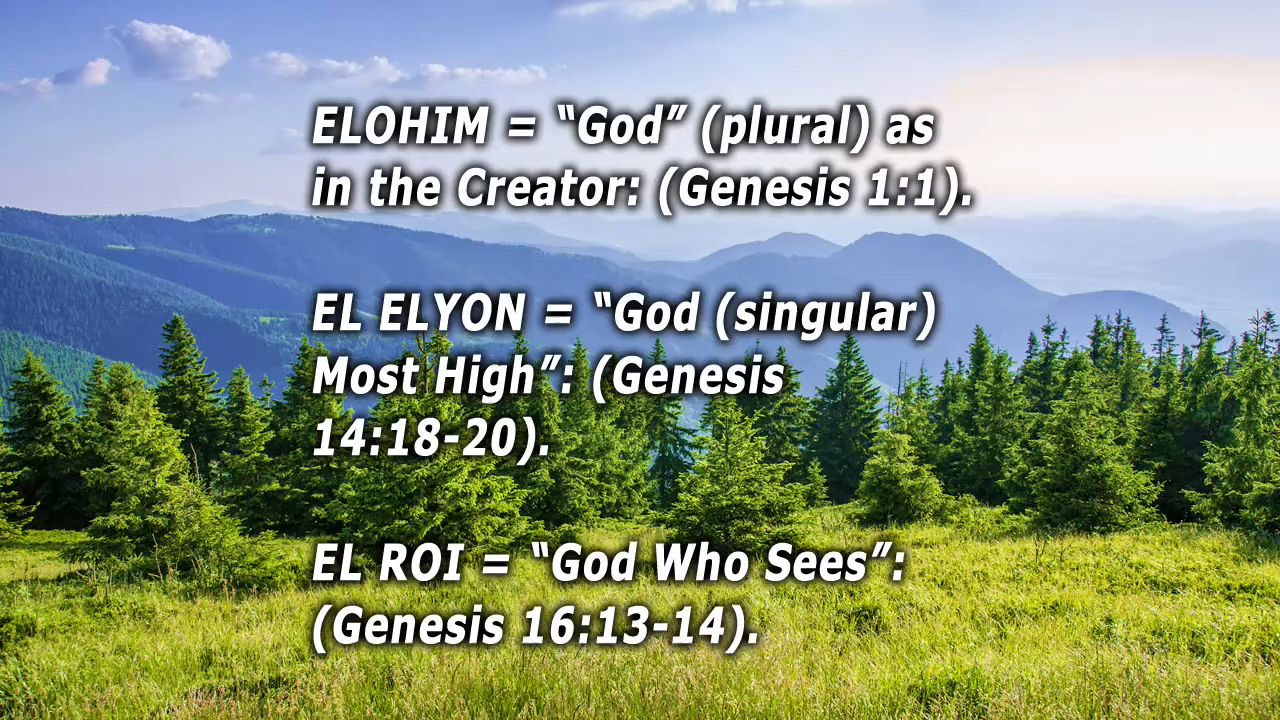 ELOHIM = “God” (plural) as
in the Creator: (Genesis 1:1).
EL ELYON = “God (singular)
Most High”: (Genesis
14:18-20).
EL ROI = “God Who Sees”:
(Genesis 16:13-14).